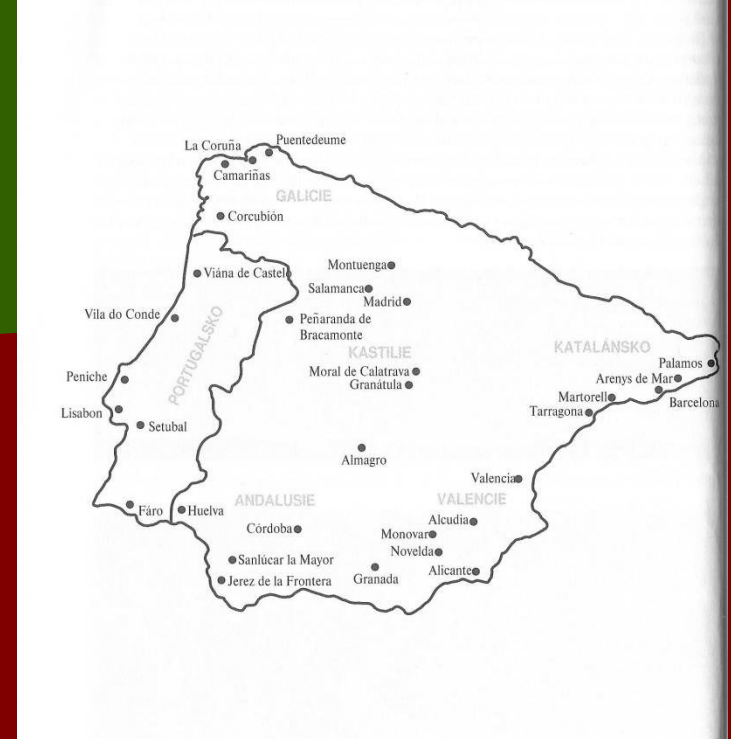 Puentedeume
La Coruña
Camariñas
GALICIE
Corcubión
Montuenga
Viána de Castelo
Salamanca
Madrid
Vila do Conde
Peñaranda de
Bracamonte
PORTUGALSKO
KASTILIE
KATALÁNSKO
Palamos
Moral de Calatrava
Arenys de Mar
Peniche
Granátula
Martorell
Barcelona
Lisabon
Tarragona
Setubal
Almagro
Valencia
ANDALUSIE
VALENCIE
Fáro
Huelva
Alcudia
Córdoba
Monovar
Novelda
Sanlúcar la Mayor
Granada
Alicante
Jerez de la Frontera